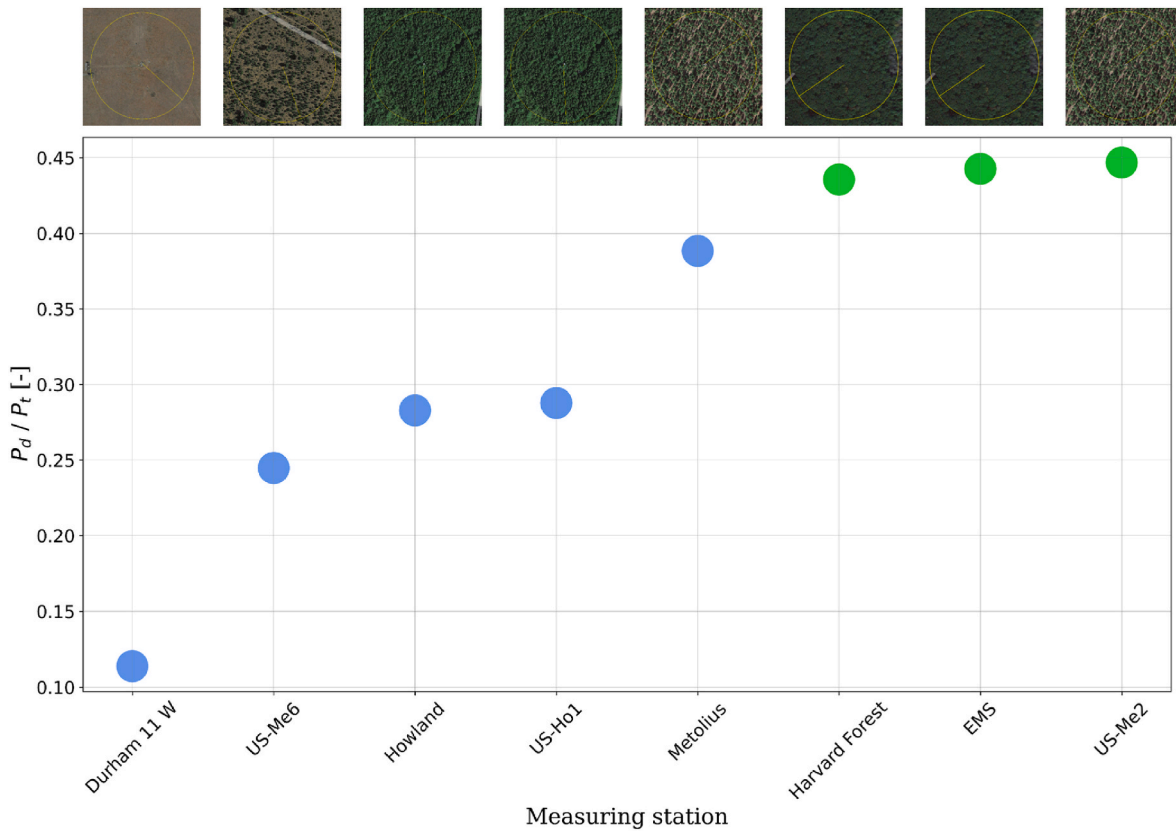 0.45
0.40
0.35
0.30
0.25
0.20
0.15
0.10
P_d / P_t [-]
Durham 11 W
US-Me6
Howland
US-Ho1
Metolius
Harvard Forest
EMS
US-Me2
Measuring station